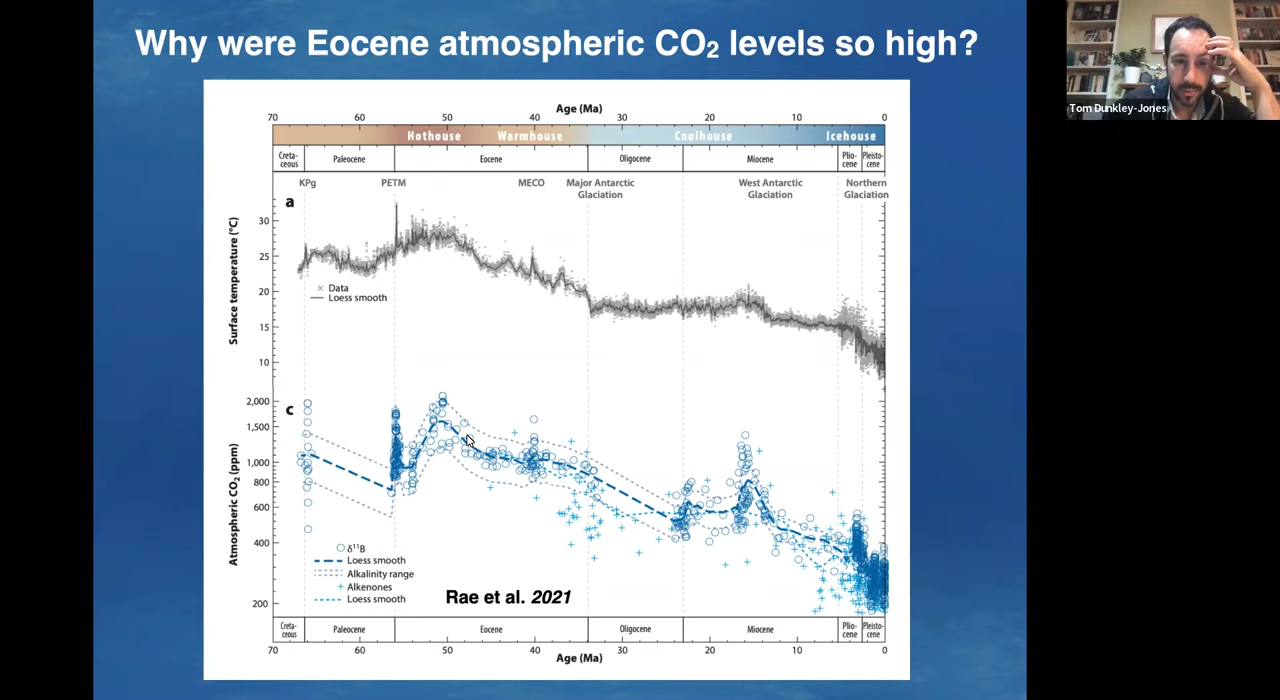 Why were Eocene atmospheric CO₂ levels so high?
Tom Dunkley-Jones
Age (Ma)
70 60 50 40 30 20 10 0
Hothouse Warmhouse Coolhouse Icehouse
Creta-
ceous
Paleocene
Eocene
Oligocene
Miocene
Plio-
cene
Pleisto-
cene
KPg
PETM
MECO
Major Antarctic
Glaciation
West Antarctic
Glaciation
Northern
Glaciation
a
Surface temperature (°C)
30
25
20
15
10
× Data
Loess smooth
c
Atmospheric CO₂ (ppm)
2,000
1,500
1,000
800
600
400
200
δ¹¹B
Loess smooth
Alkalinity range
+ Alkenones
Loess smooth
Rae et al. 2021
Creta-
ceous
Paleocene
Eocene
Oligocene
Miocene
Plio-
cene
Pleisto-
cene
70 60 50 40 30 20 10 0
Age (Ma)